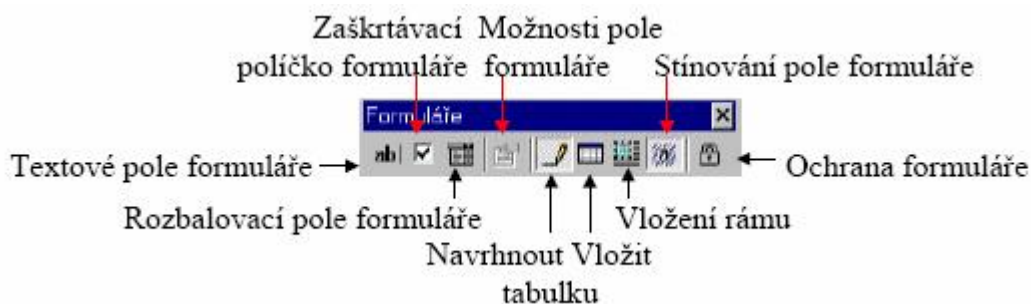 Zaškrtávací Možnosti pole
políčko formuláře formuláře Stínování pole formuláře
Formuláře
ab|
Textové pole formuláře Ochrana formuláře
Rozbalovací pole formuláře Vložení rámu
Navrhnout Vložit
tabulku